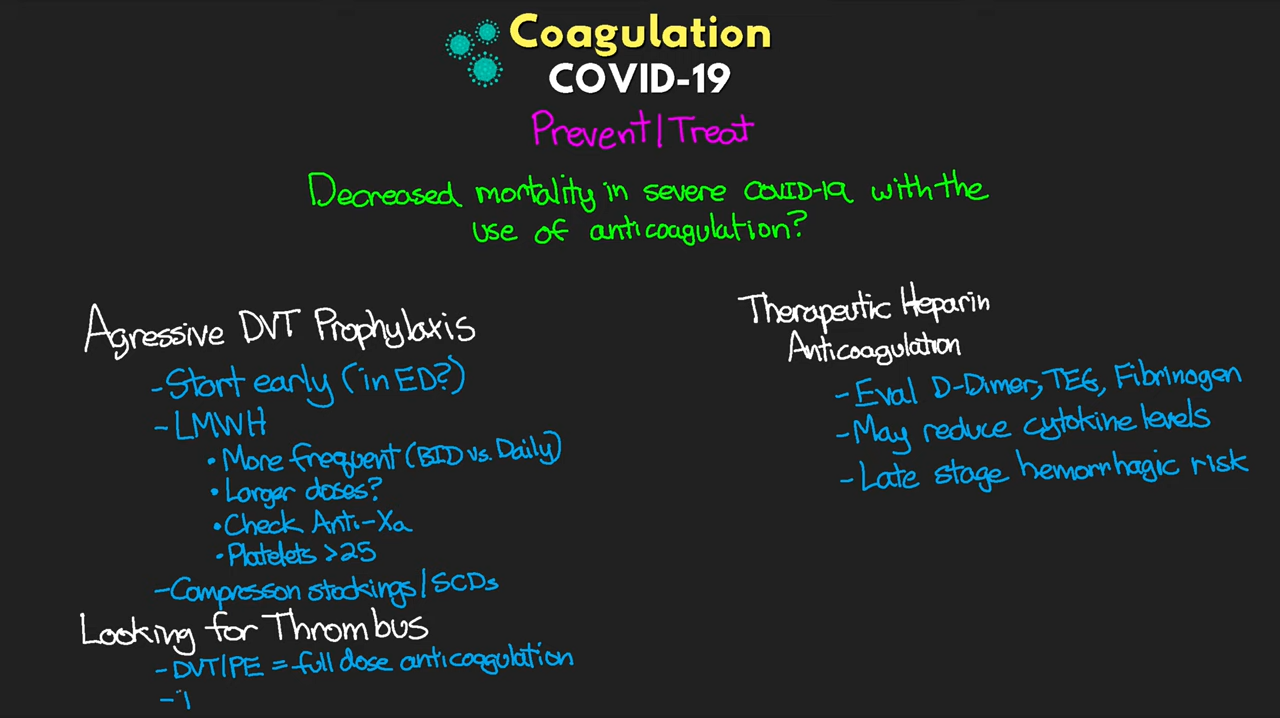 Coagulation
COVID-19
Prevent/Treat
Decreased mortality in severe COVID-19 with the
use of anticoagulation?
Agressive DVT Prophylaxis
-Start early (in ED?)
-LMWH
•More frequent (BID vs. Daily)
•Larger doses?
•Check Anti-Xa
•Platelets >25
-Compresson stockings/SCDs
Looking for Thrombus
-DVT/PE = full dose anticoagulation
Therapeutic Heparin
Anticoagulation
-Eval D-Dimer, TEG, Fibrinogen
-May reduce cytokine levels
-Late stage hemorrhagic risk